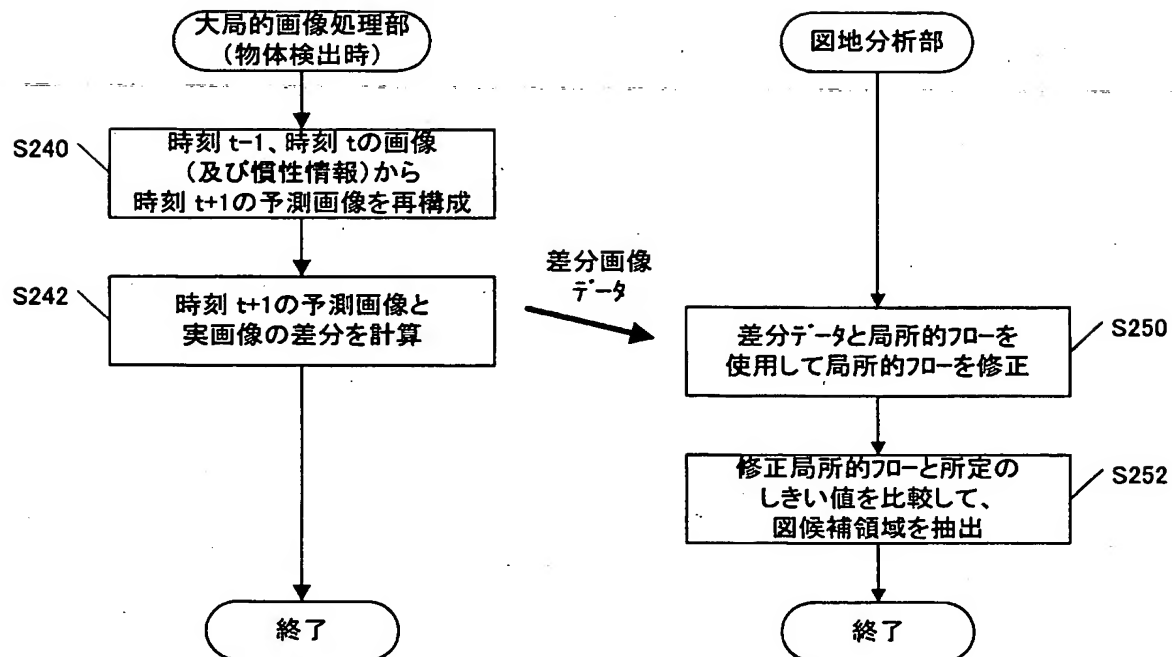 大局的画像処理部
(物体検出時)
S240
時刻 t-1、時刻 tの画像
(及び慣性情報)から
時刻 t+1の予測画像を再構成
S242
時刻 t+1の予測画像と
実画像の差分を計算
終了
差分画像
データ
図地分析部
差分データと局所的フローを
使用して局所的フローを修正
S250
修正局所的フローと所定の
しきい値を比較して、
図候補領域を抽出
S252
終了